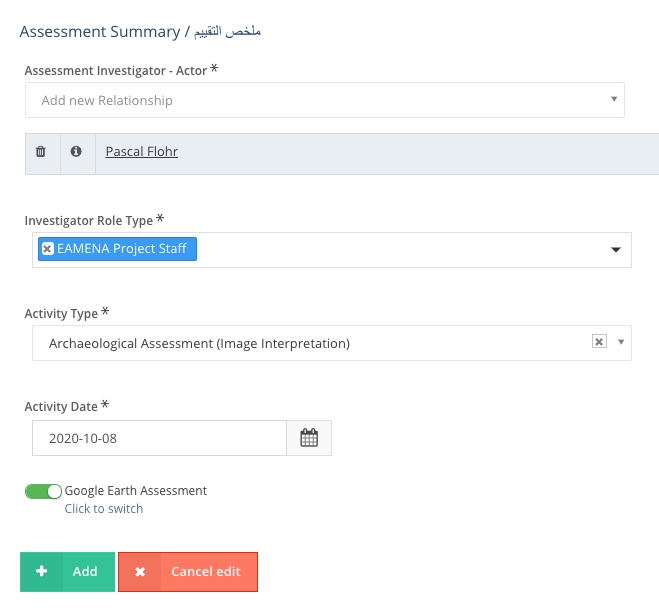 Assessment Summary / ملخص التقييم
Assessment Investigator - Actor *
Add new Relationship
Pascal Flohr
Investigator Role Type *
EAMENA Project Staff
Activity Type *
Archaeological Assessment (Image Interpretation)
Activity Date *
2020-10-08
Google Earth Assessment
Click to switch
Add
Cancel edit